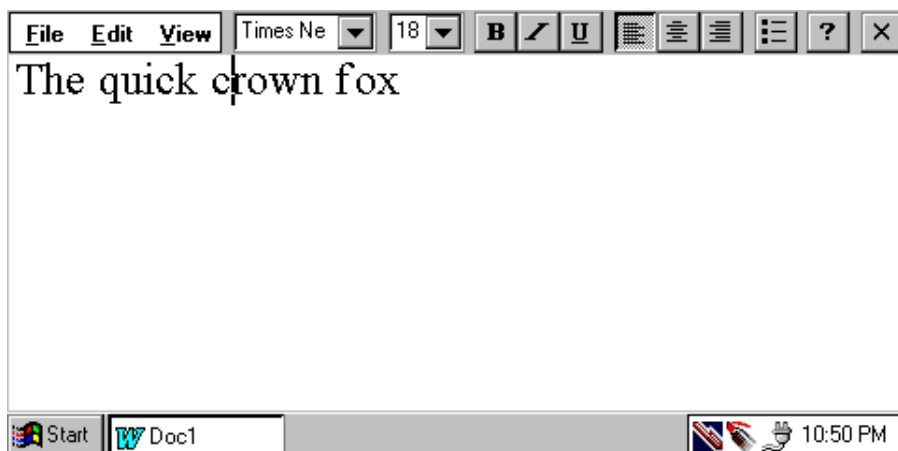 File Edit View Times Ne 18 B I U ? ×
The quick crown fox
Start Doc1 10:50 PM